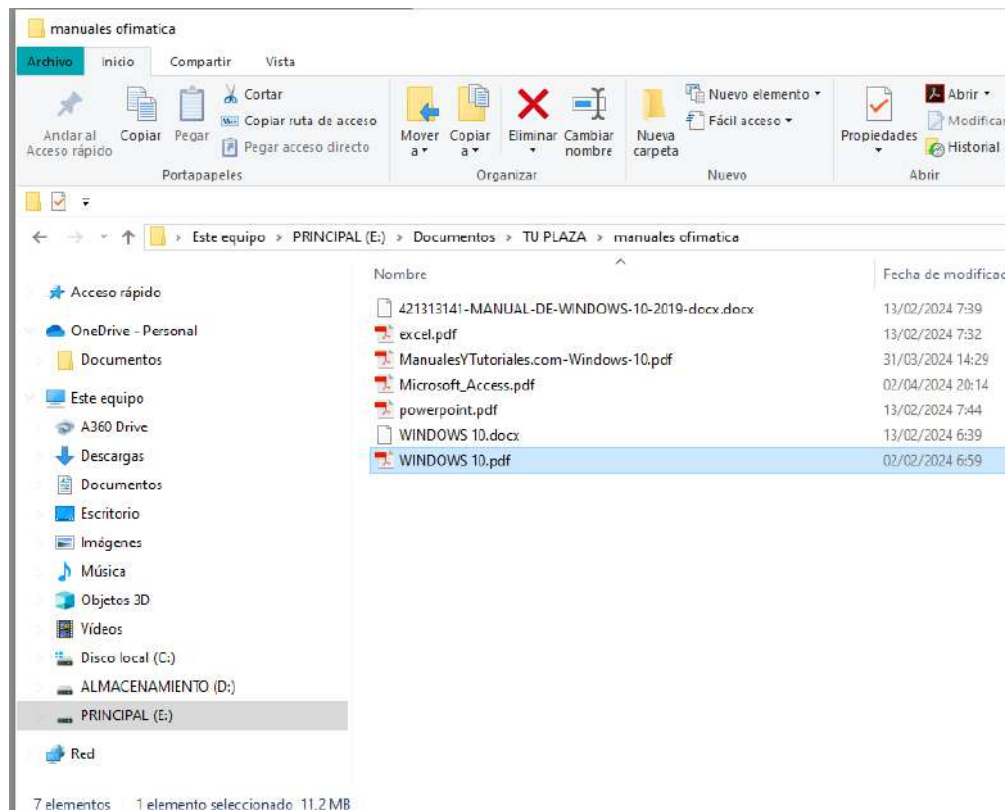 manuales ofimatica
Archivo Inicio Compartir Vista
Anclar al Acceso rápido
Copiar
Pegar
Cortar
Copiar ruta de acceso
Pegar acceso directo
Portapapeles
Mover a
Copiar a
Eliminar
Cambiar nombre
Organizar
Nueva carpeta
Nuevo elemento
Fácil acceso
Nuevo
Propiedades
Abrir
Modificar
Historial
Abrir
Este equipo > PRINCIPAL (E:) > Documentos > TU PLAZA > manuales ofimatica
Acceso rápido
OneDrive - Personal
Documentos
Este equipo
A360 Drive
Descargas
Documentos
Escritorio
Imágenes
Música
Objetos 3D
Vídeos
Disco local (C:)
ALMACENAMIENTO (D:)
PRINCIPAL (E:)
Red
Nombre Fecha de modificac
421313141-MANUAL-DE-WINDOWS-10-2019-docx.docx 13/02/2024 7:39
excel.pdf 13/02/2024 7:32
ManualesYTutoriales.com-Windows-10.pdf 31/03/2024 14:29
Microsoft_Access.pdf 02/04/2024 20:14
powerpoint.pdf 13/02/2024 7:44
WINDOWS 10.docx 13/02/2024 6:39
WINDOWS 10.pdf 02/02/2024 6:59
7 elementos 1 elemento seleccionado 11,2 MB